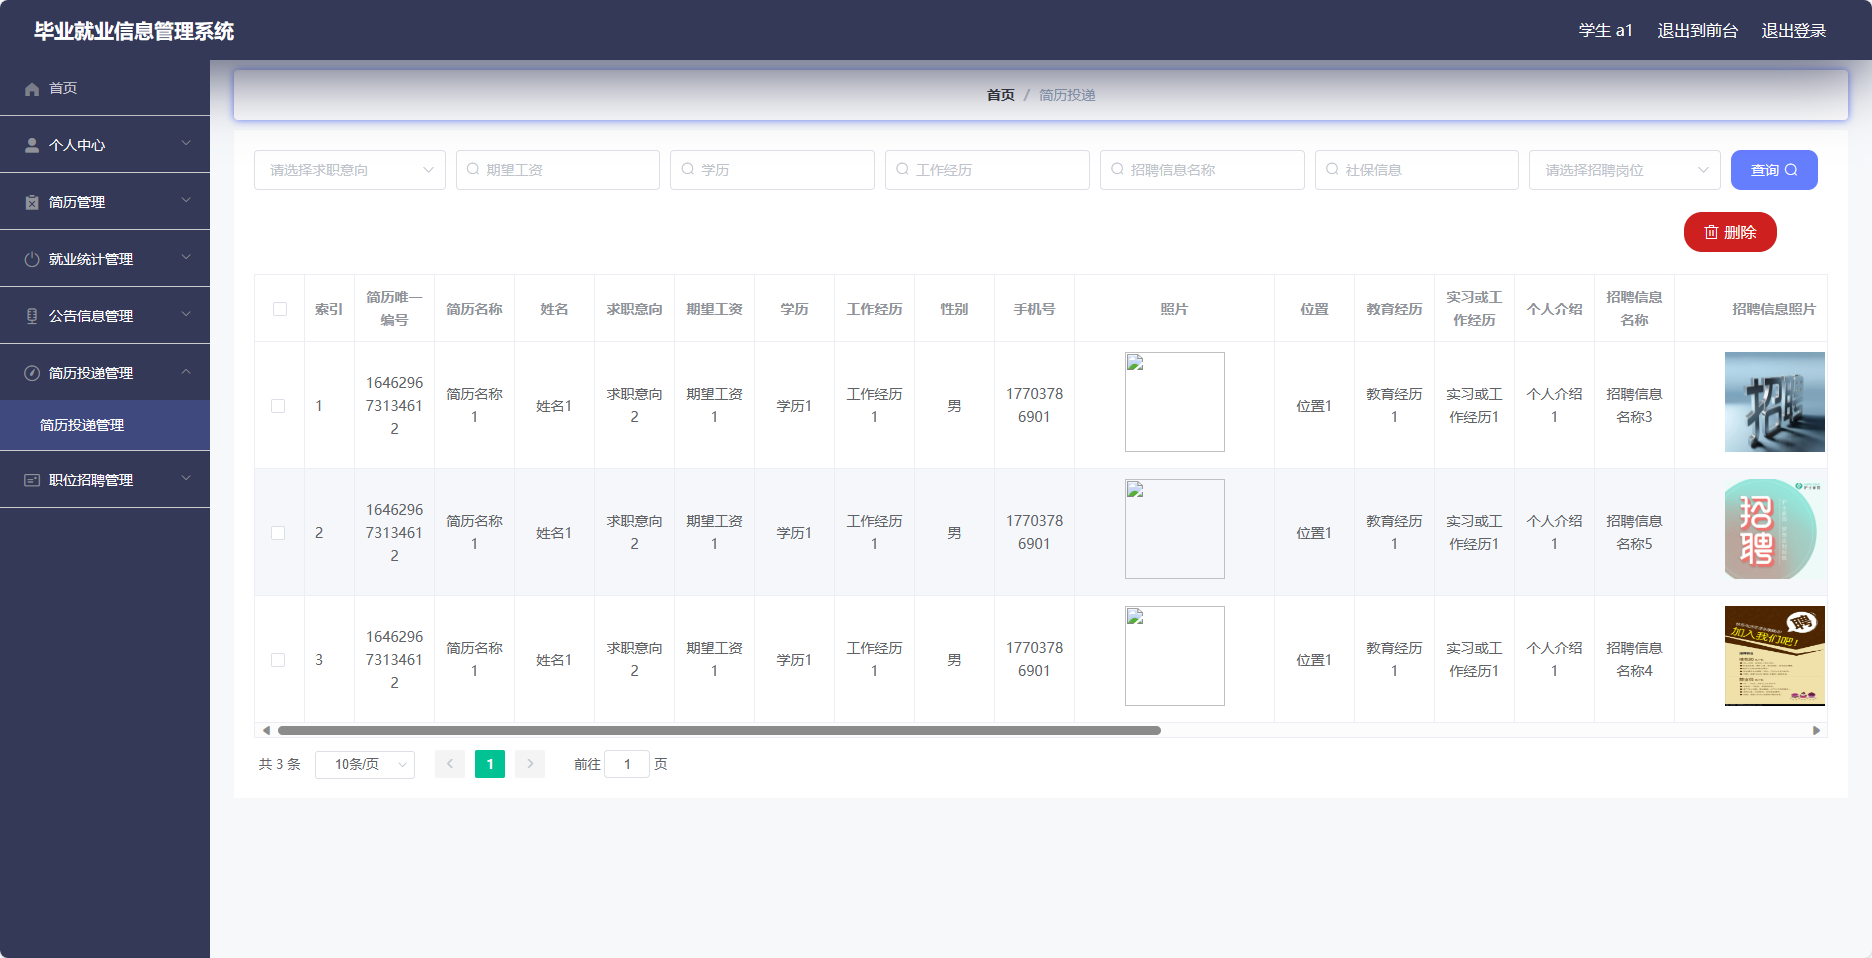 毕业就业信息管理系统
学生 a1 退出到前台 退出登录
首页
个人中心
简历管理
就业统计管理
公告信息管理
简历投递管理
简历投递管理
职位招聘管理
首页 / 简历投递
请选择求职意向 期望工资 学历 工作经历 招聘信息名称 社保信息 请选择招聘岗位 查询
删除
索引 简历唯一编号 简历名称 姓名 求职意向 期望工资 学历 工作经历 性别 手机号 照片 位置 教育经历 实习或工作经历 个人介绍 招聘信息名称 招聘信息照片
1 164629673134612 简历名称1 姓名1 求职意向2 期望工资1 学历1 工作经历1 男 17703786901 位置1 教育经历1 实习或工作经历1 个人介绍1 招聘信息名称3 招聘
2 164629673134612 简历名称1 姓名1 求职意向2 期望工资1 学历1 工作经历1 男 17703786901 位置1 教育经历1 实习或工作经历1 个人介绍1 招聘信息名称5 招聘
3 164629673134612 简历名称1 姓名1 求职意向2 期望工资1 学历1 工作经历1 男 17703786901 位置1 教育经历1 实习或工作经历1 个人介绍1 招聘信息名称4 聘 加入我们吧!
共 3 条 10条/页 1 前往 1 页